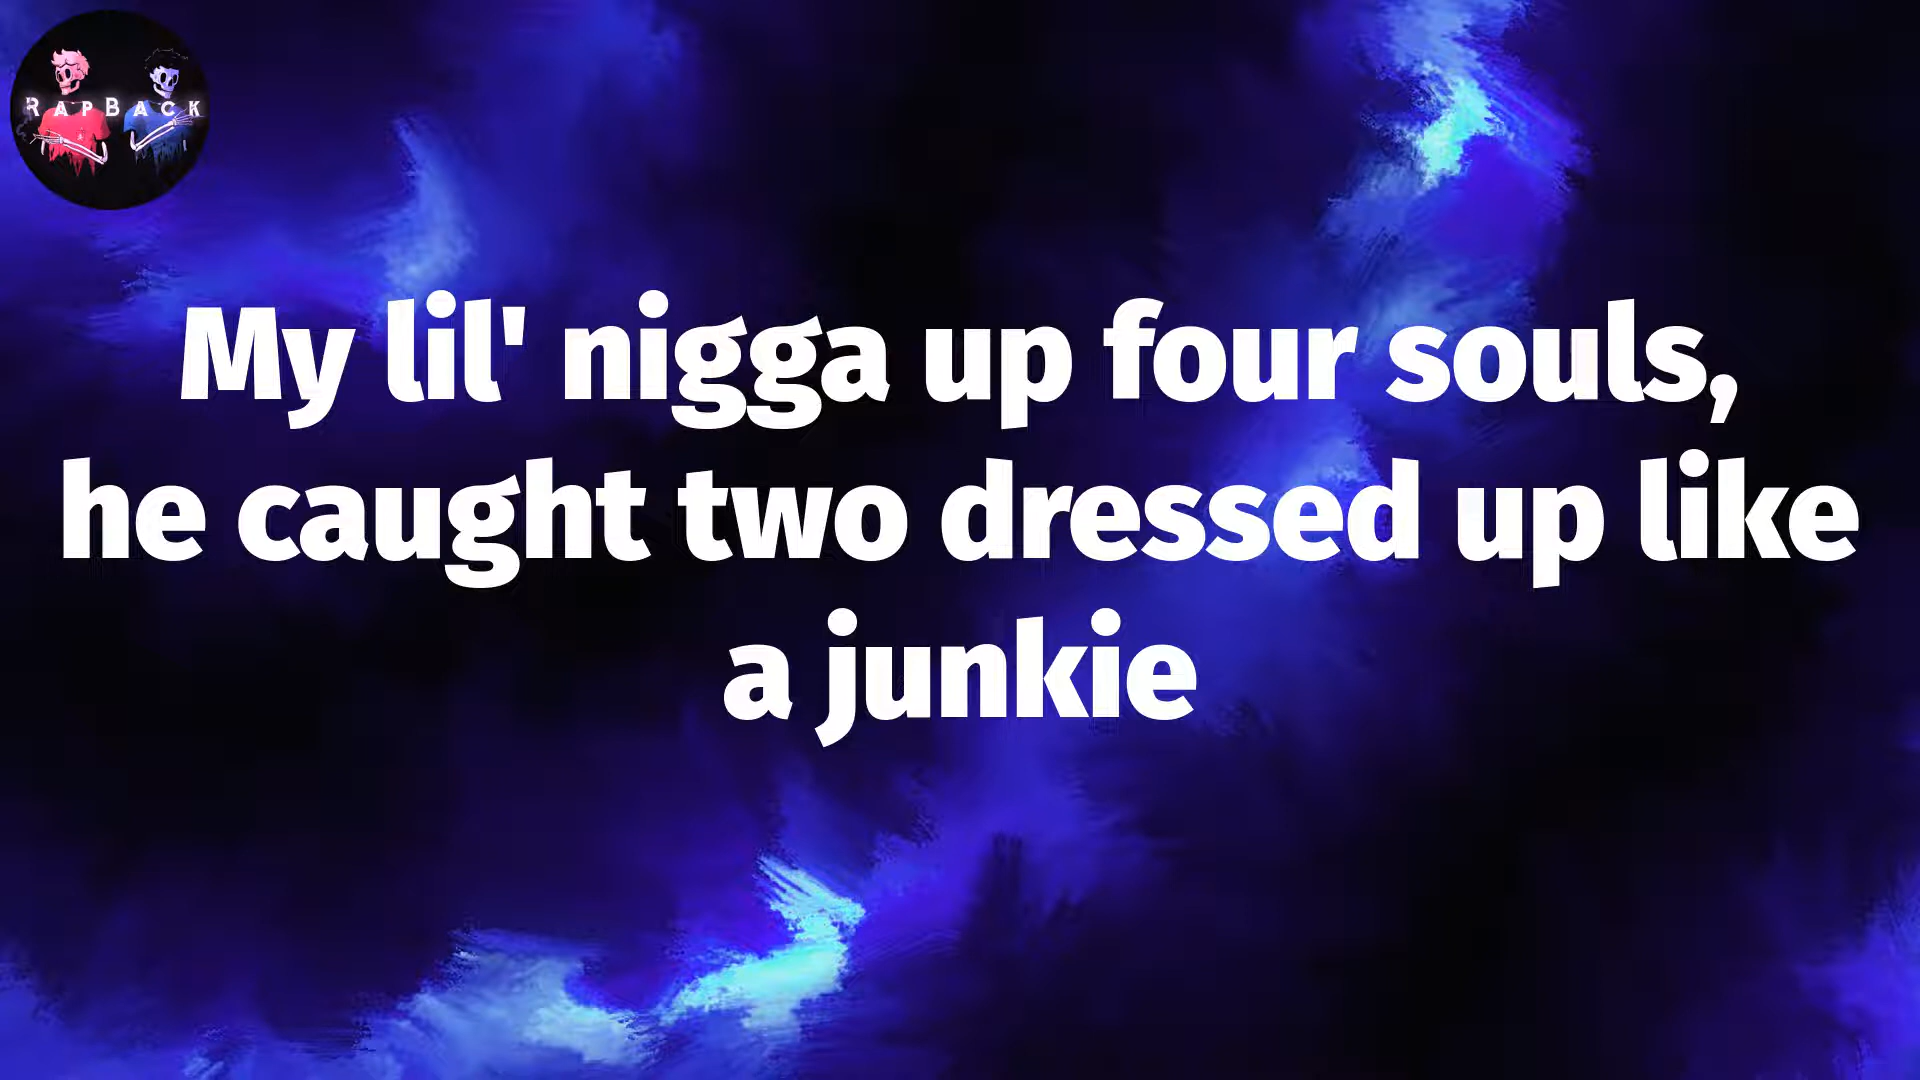 RAPBACK
My lil' nigga up four souls,
he caught two dressed up like
a junkie